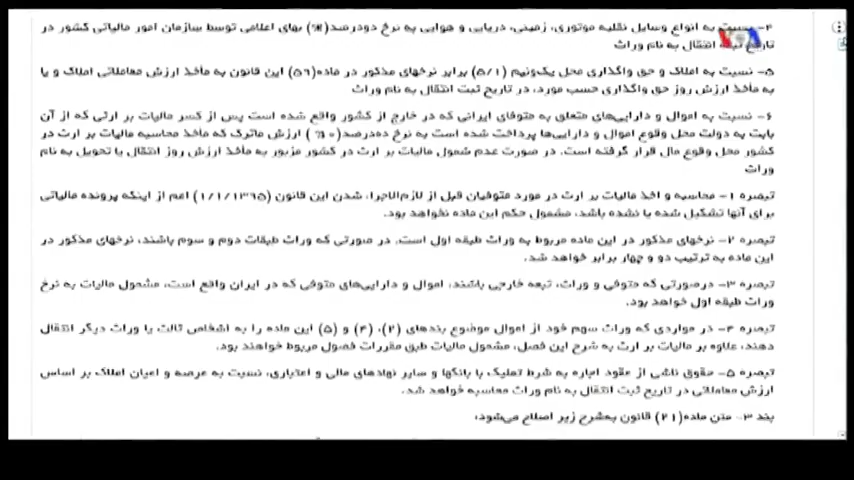 ۴- نسبت به انواع وسایل نقلیه موتوری، زمینی، دریایی و هوایی به نرخ دودرصد(۲%) بهای اعلامی توسط سازمان امور مالیاتی کشور در
تاریخ ثبت انتقال به نام وراث
VOA
۵- نسبت به املاک و حق واگذاری محل یک‌ونیم (۵/۱) برابر نرخهای مذکور در ماده(۵۹) این قانون به مأخذ ارزش معاملاتی املاک و یا
به مأخذ ارزش روز حق واگذاری حسب مورد، در تاریخ ثبت انتقال به نام وراث
۶- نسبت به اموال و دارایی‌های متعلق به متوفای ایرانی که در خارج از کشور واقع شده است پس از کسر مالیات بر ارثی که از آن
بابت به دولت محل وقوع اموال و دارایی‌ها پرداخت شده است به نرخ ده‌درصد(۱۰%) ارزش ماترک که مأخذ محاسبه مالیات بر ارث در
کشور محل وقوع مال قرار گرفته است. در صورت عدم شمول مالیات بر ارث در کشور مزبور به مأخذ ارزش روز انتقال یا تحویل به نام
وراث
تبصره ۱- محاسبه و اخذ مالیات بر ارث در مورد متوفیان قبل از لازم‌الاجراء شدن این قانون (۱/۱/۱۳۹۵) اعم از اینکه پرونده مالیاتی
برای آنها تشکیل شده یا نشده باشد، مشمول حکم این ماده نخواهد بود.
تبصره ۲- نرخهای مذکور در این ماده مربوط به وراث طبقه اول است. در صورتی که وراث طبقات دوم و سوم باشند، نرخهای مذکور در
این ماده به ترتیب دو و چهار برابر خواهد شد.
تبصره ۳- درصورتی که متوفی و وراث، تبعه خارجی باشند، اموال و دارایی‌های متوفی که در ایران واقع است، مشمول مالیات به نرخ
وراث طبقه اول خواهد بود.
تبصره ۴- در مواردی که وراث سهم خود از اموال موضوع بندهای (۲)، (۴) و (۵) این ماده را به اشخاص ثالث یا وراث دیگر انتقال
دهند، علاوه بر مالیات بر ارث به شرح این فصل، مشمول مالیات طبق مقررات فصول مربوط خواهند بود.
تبصره ۵- حقوق ناشی از عقود اجاره به شرط تملیک با بانکها و سایر نهادهای مالی و اعتباری، نسبت به عرصه و اعیان املاک بر اساس
ارزش معاملاتی در تاریخ ثبت انتقال به نام وراث محاسبه خواهد شد.
بند ۳- متن ماده(۲۱) قانون به‌شرح زیر اصلاح می‌شود: